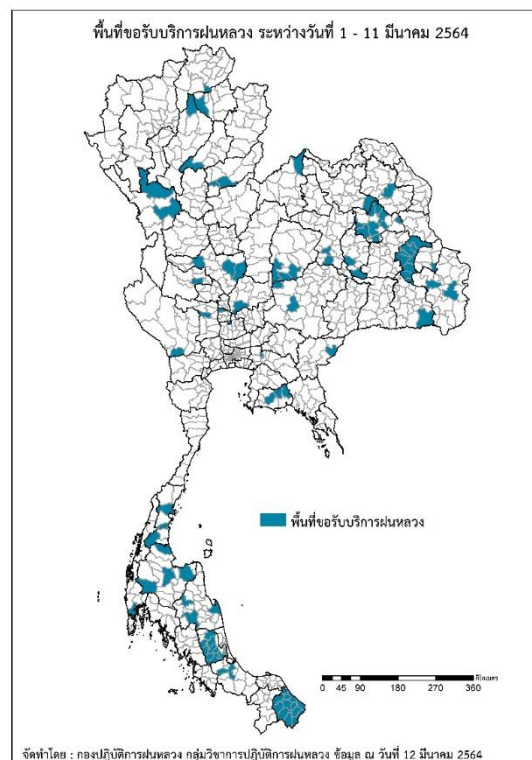 พื้นที่ขอรับบริการฝนหลวง ระหว่างวันที่ 1 - 11 มีนาคม 2564
พื้นที่ขอรับบริการฝนหลวง
กิโลเมตร
0 45 90 180 270 360
จัดทำโดย : กองปฏิบัติการฝนหลวง กลุ่มวิชาการปฏิบัติการฝนหลวง ข้อมูล ณ วันที่ 12 มีนาคม 2564